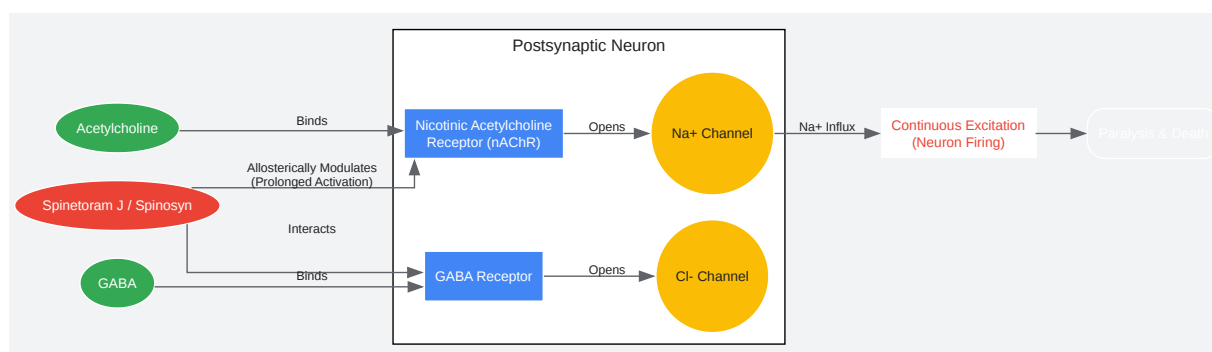 Postsynaptic Neuron
Acetylcholine
Binds
Nicotinic Acetylcholine
Receptor (nAChR)
Opens
Na+ Channel
Na+ Influx
Continuous Excitation
(Neuron Firing)
Paralysis & Death
Allosterically Modulates
(Prolonged Activation)
Spinetoram J / Spinosyn
Interacts
GABA
Binds
GABA Receptor
Opens
Cl- Channel